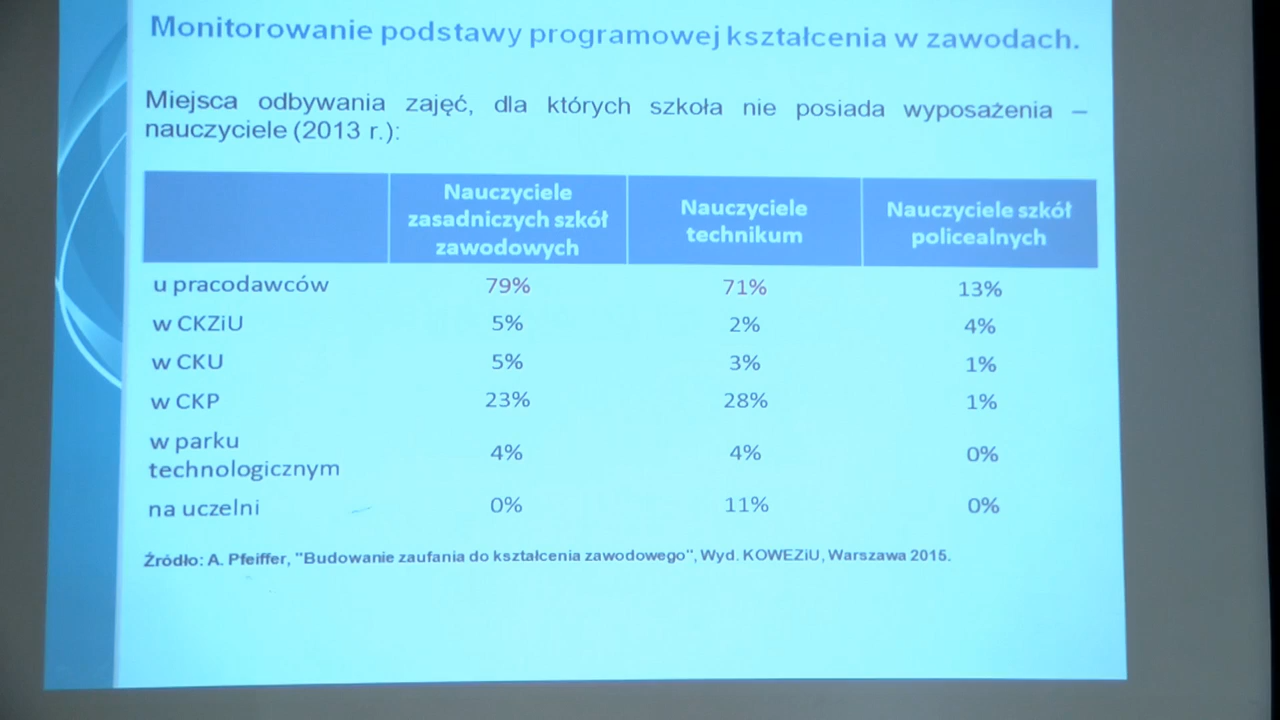 Monitorowanie podstawy programowej kształcenia w zawodach.
Miejsca odbywania zajęć, dla których szkoła nie posiada wyposażenia –
nauczyciele (2013 r.):
Nauczyciele zasadniczych szkół zawodowych Nauczyciele technikum Nauczyciele szkół policealnych
u pracodawców 79% 71% 13%
w CKZiU 5% 2% 4%
w CKU 5% 3% 1%
w CKP 23% 28% 1%
w parku technologicznym 4% 4% 0%
na uczelni 0% 11% 0%
Źródło: A. Pfeiffer, "Budowanie zaufania do kształcenia zawodowego", Wyd. KOWEZiU, Warszawa 2015.